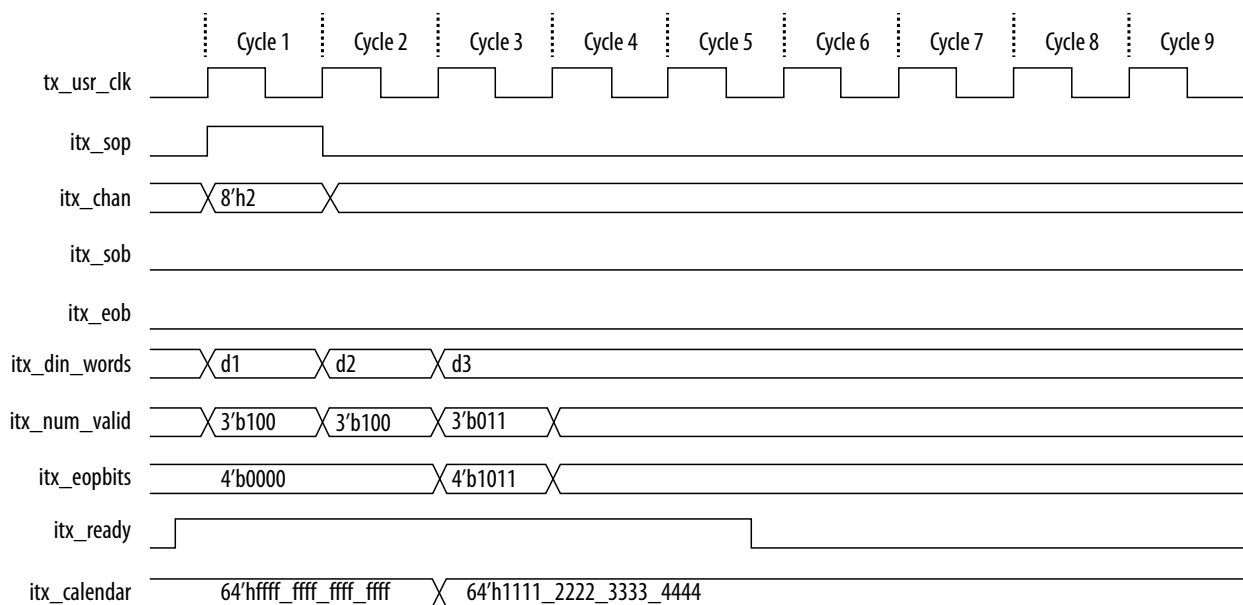 Cycle 1 Cycle 2 Cycle 3 Cycle 4 Cycle 5 Cycle 6 Cycle 7 Cycle 8 Cycle 9
tx_usr_clk
itx_sop
itx_chan 8’h2
itx_sob
itx_eob
itx_din_words d1 d2 d3
itx_num_valid 3’b100 3’b100 3’b011
itx_eopbits 4’b0000 4’b1011
itx_ready
itx_calendar 64’hffff_ffff_ffff_ffff 64’h1111_2222_3333_4444